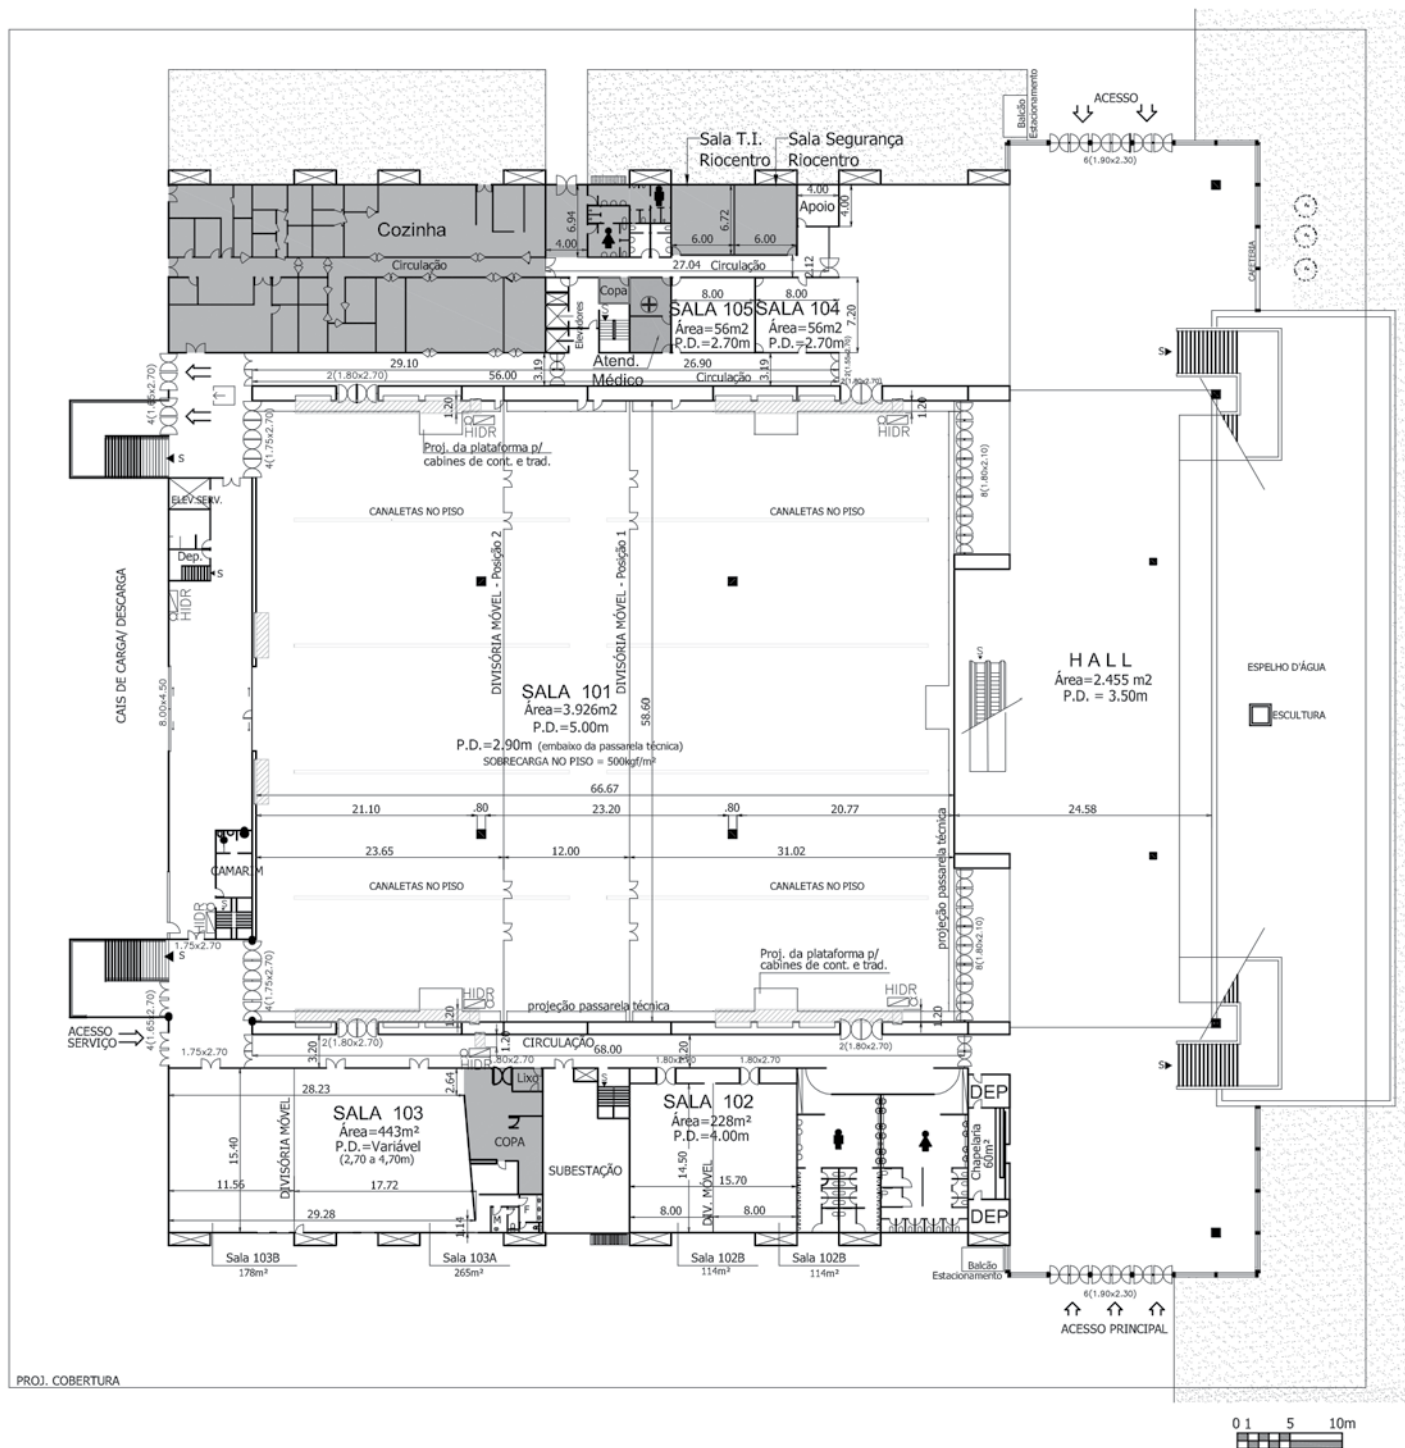 ACESSO
Balcão
Estacionamento
6(1.90x2.30)
Sala T.I.
Riocentro
Sala Segurança
Riocentro
4.00
Apoio
4.00
6.94
4.00
6.72
6.00
6.00
Cozinha
Circulação
27.04
Circulação
2.12
CAFETERIA
Copa
S
Elevadores
8.00
SALA 105
Área=56m2
P.D.=2.70m
8.00
SALA 104
Área=56m2
P.D.=2.70m
7.20
Atend.
Médico
29.10
2(1.80x2.70)
56.00
3.19
26.90
Circulação
3.19
2(1.80x2.70)
4(1.65x2.70)
4(1.75x2.70)
1.20
HIDR
HIDR
1.20
Proj. da plataforma p/
cabines de cont. e trad.
8(1.80x2.10)
S
S
ELEV.SERV.
Dep.
S
HIDR
CANALETAS NO PISO
CANALETAS NO PISO
DIVISÓRIA MÓVEL - Posição 2
DIVISÓRIA MÓVEL - Posição 1
CAIS DE CARGA/ DESCARGA
8.00x4.50
SALA 101
Área=3.926m2
P.D.=5.00m
P.D.=2.90m (embaixo da passarela técnica)
SOBRECARGA NO PISO = 500kgf/m²
58.60
S
HALL
Área=2.455 m2
P.D. = 3.50m
ESPELHO D'ÁGUA
ESCULTURA
66.67
21.10
.80
23.20
.80
20.77
24.58
23.65
12.00
31.02
projeção passarela técnica
CAMARIM
S
HIDR
CANALETAS NO PISO
CANALETAS NO PISO
1.75x2.70
S
4(1.75x2.70)
4(1.65x2.70)
8(1.80x2.10)
Proj. da plataforma p/
cabines de cont. e trad.
HIDR
HIDR
projeção passarela técnica
1.20
1.20
ACESSO
SERVIÇO
1.75x2.70
3.20
2(1.80x2.70)
1.20
CIRCULAÇÃO
68.00
HIDR
2(1.80x2.70)
1.80x2.70
S
28.23
2.64
Lixo
SALA 103
Área=443m²
P.D.=Variável
(2,70 a 4,70m)
DIVISÓRIA MÓVEL
15.40
COPA
11.56
17.72
29.28
1.14
M
F
SUBESTAÇÃO
S
SALA 102
Área=228m²
P.D.=4.00m
14.50
DIV. MÓVEL
15.70
8.00
8.00
DEP
Chapelaria
60m²
DEP
Sala 103B
178m²
Sala 103A
265m²
Sala 102B
114m²
Sala 102B
114m²
Balcão
Estacionamento
6(1.90x2.30)
ACESSO PRINCIPAL
PROJ. COBERTURA
0 1 5 10m